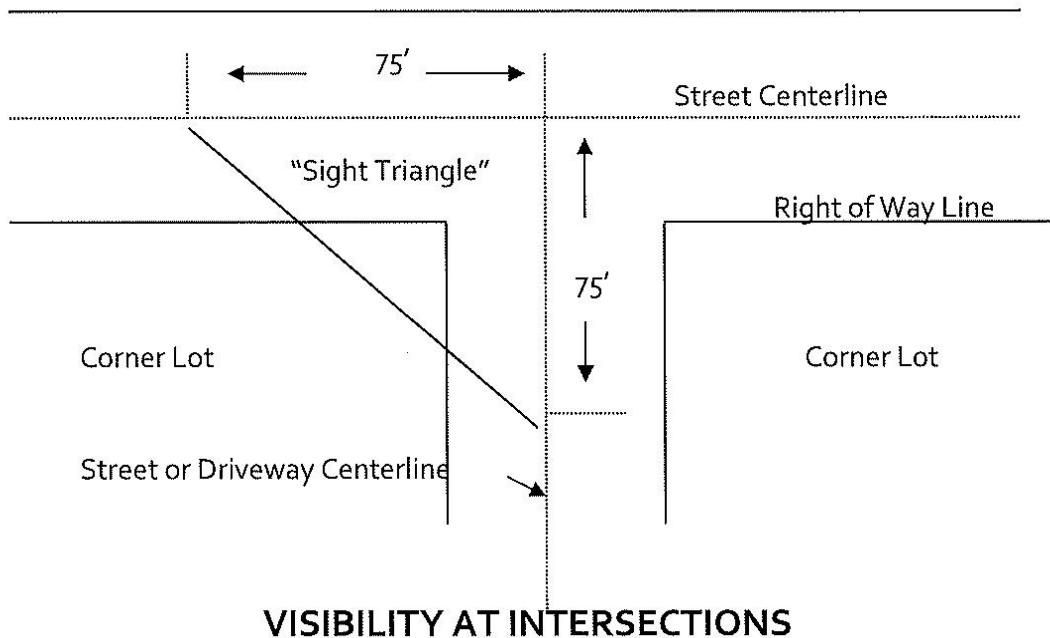 75′
Street Centerline
“Sight Triangle”
Right of Way Line
75′
Corner Lot
Corner Lot
Street or Driveway Centerline
VISIBILITY AT INTERSECTIONS